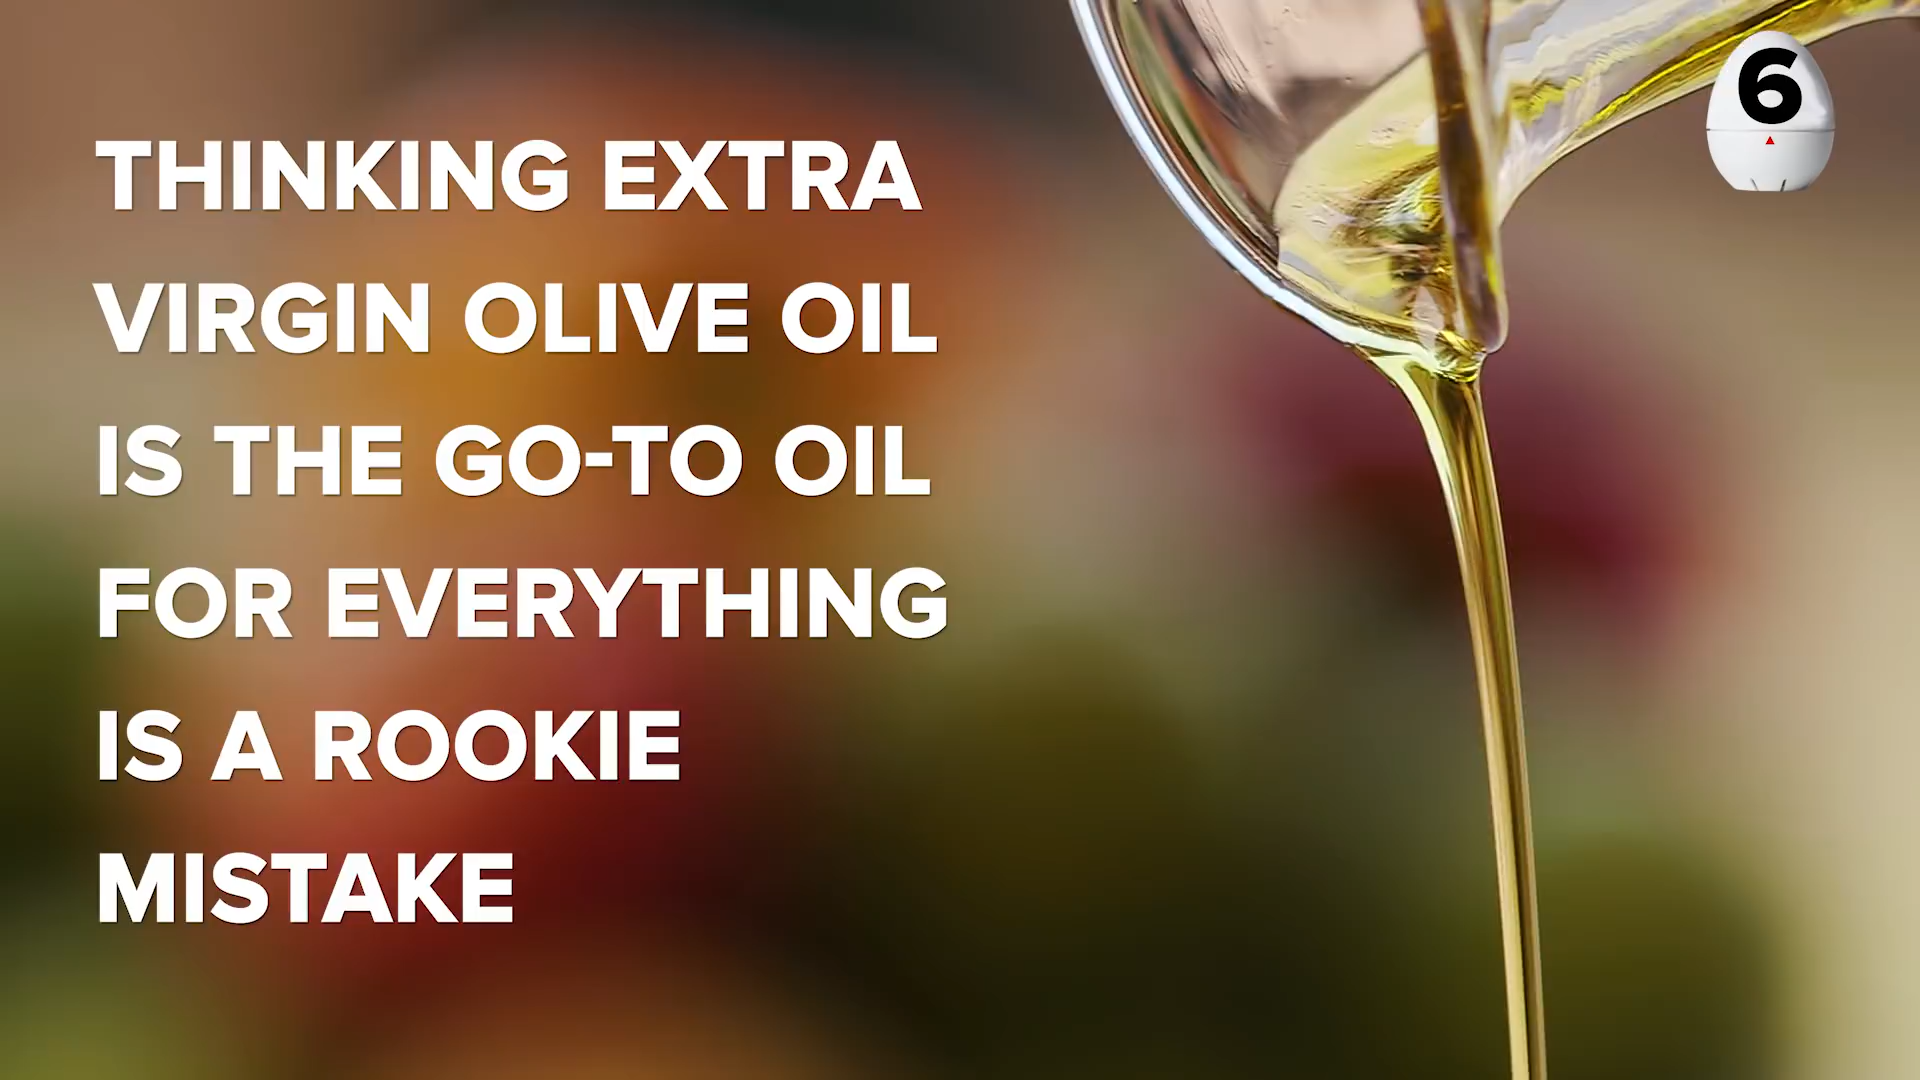 THINKING EXTRA
VIRGIN OLIVE OIL
IS THE GO-TO OIL
FOR EVERYTHING
IS A ROOKIE
MISTAKE
6